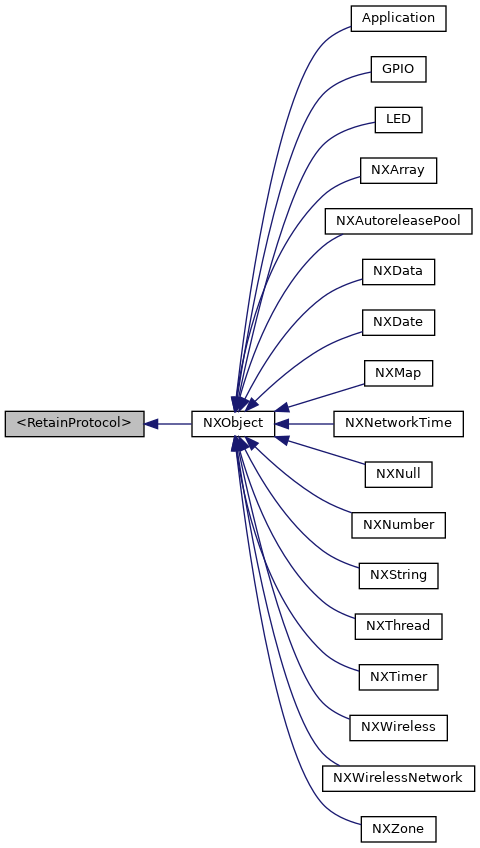 Application
GPIO
LED
NXArray
NXAutoreleasePool
NXData
NXDate
NXMap
<RetainProtocol>
NXObject
NXNetworkTime
NXNull
NXNumber
NXString
NXThread
NXTimer
NXWireless
NXWirelessNetwork
NXZone